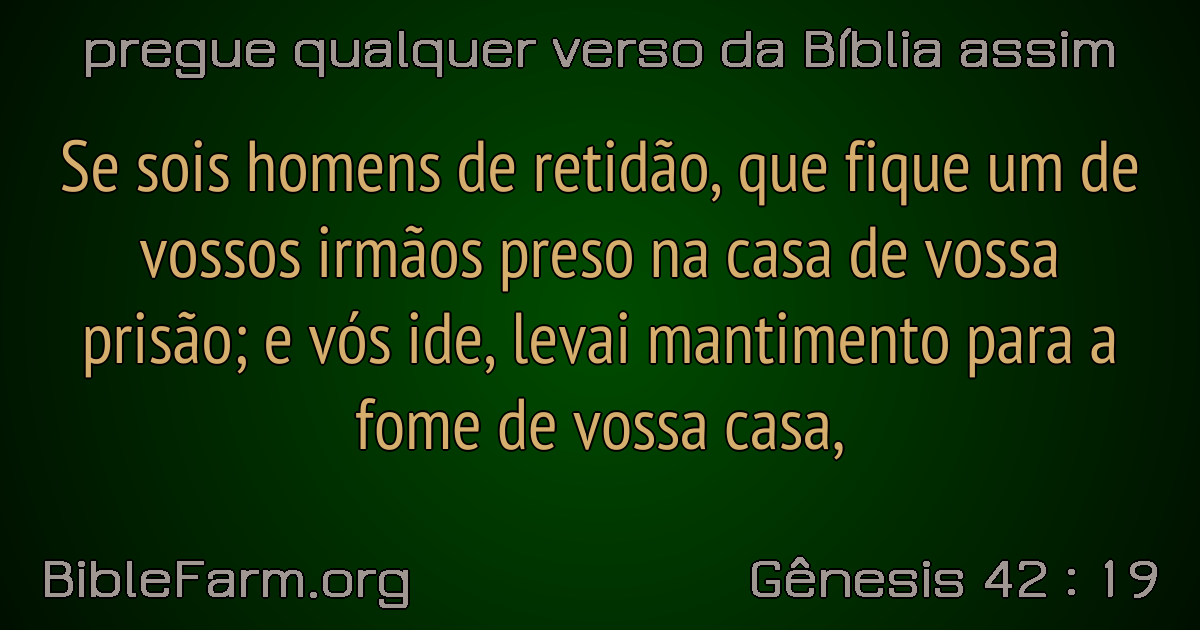 pregue qualquer verso da Bíblia assim
Se sois homens de retidão, que fique um de
vossos irmãos preso na casa de vossa
prisão; e vós ide, levai mantimento para a
fome de vossa casa,
BibleFarm.org
Gênesis 42 : 19